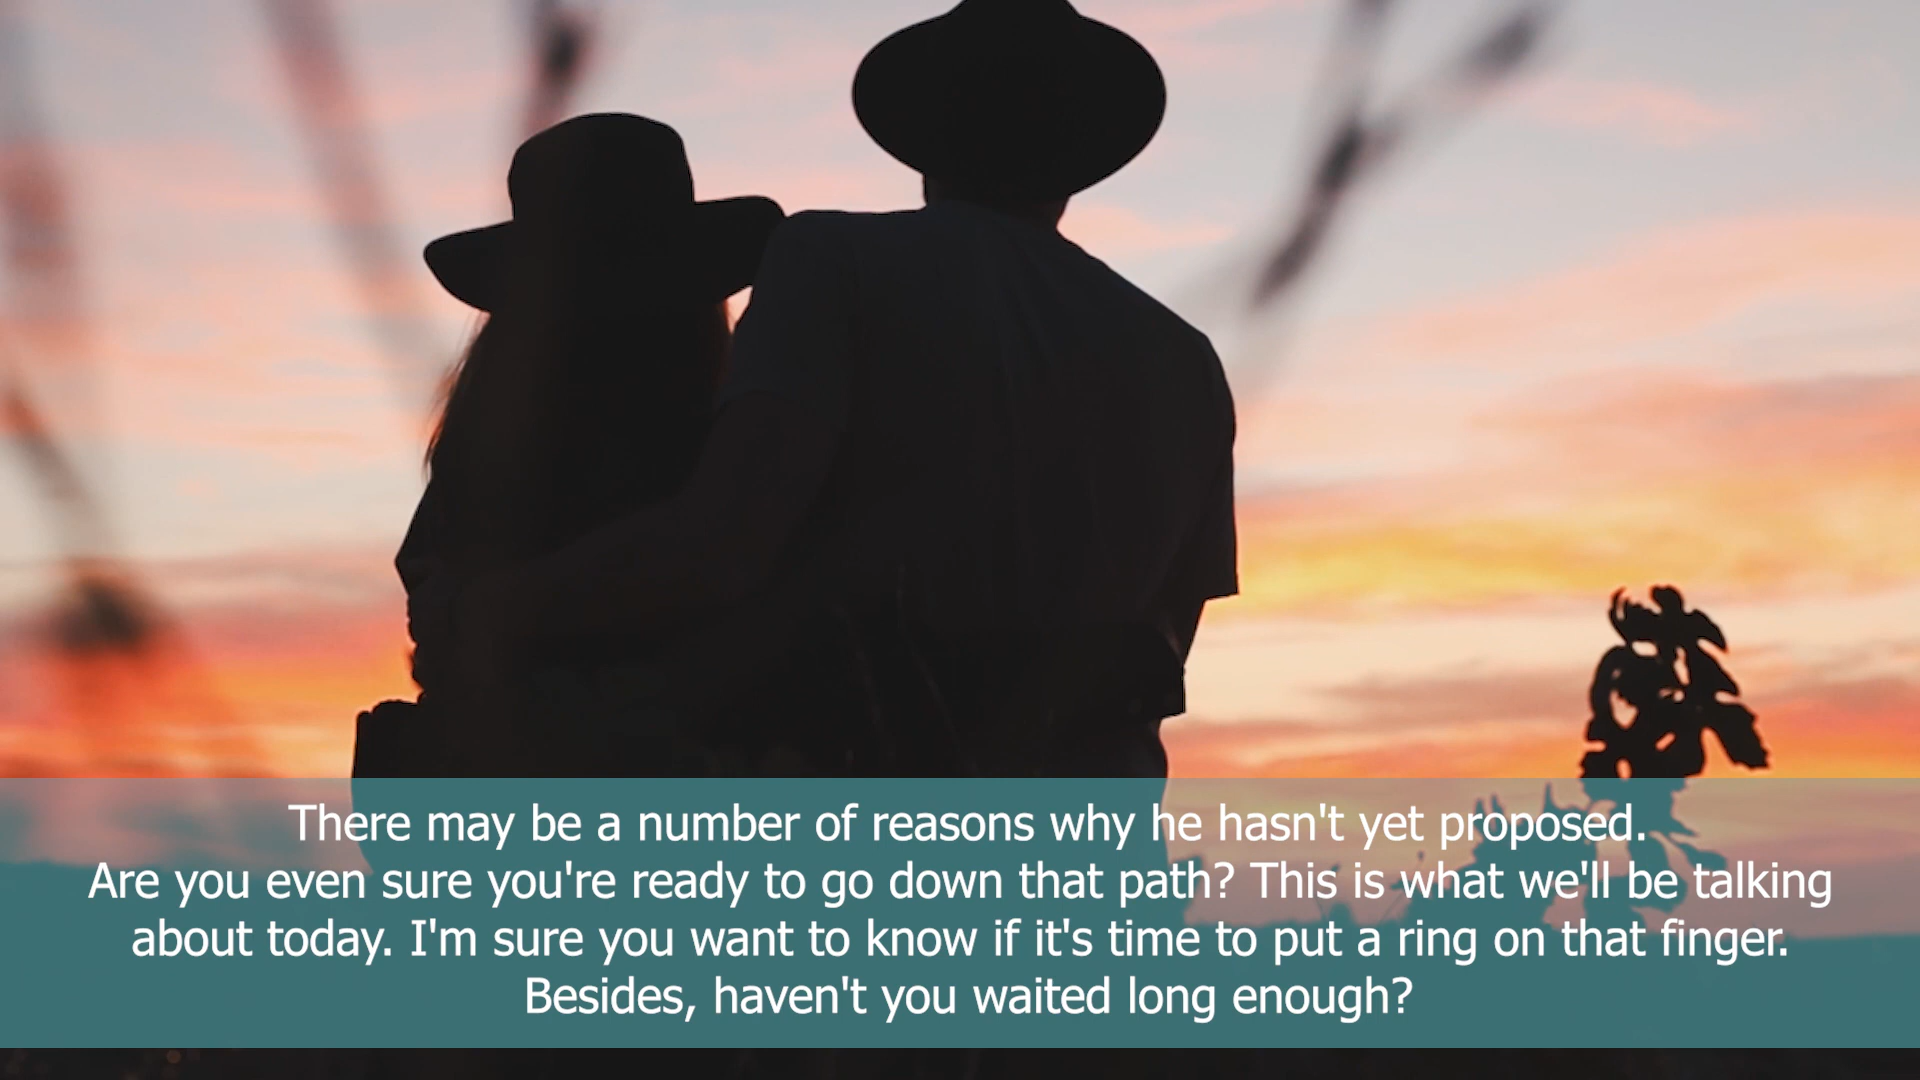 There may be a number of reasons why he hasn't yet proposed.
Are you even sure you're ready to go down that path? This is what we'll be talking
about today. I'm sure you want to know if it's time to put a ring on that finger.
Besides, haven't you waited long enough?